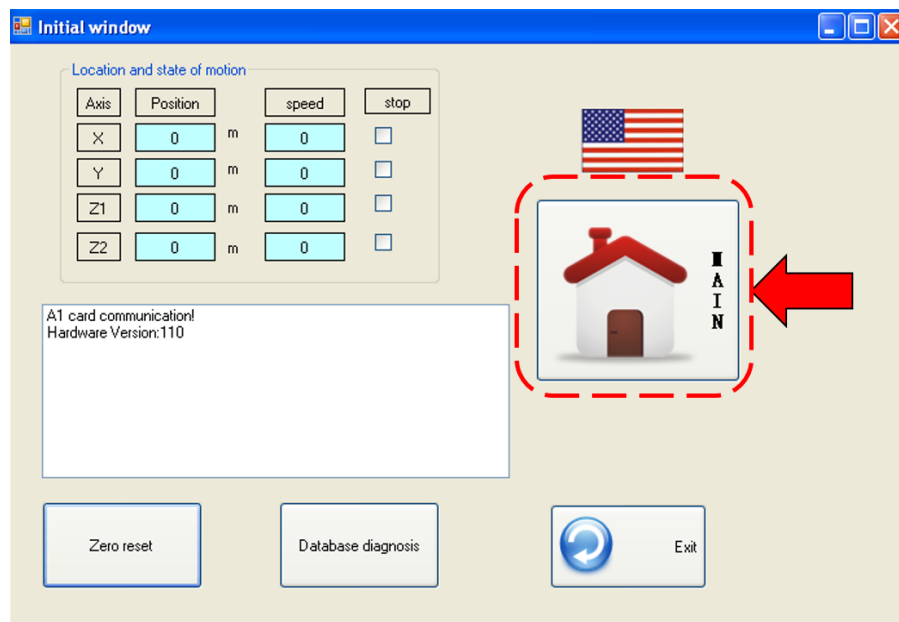 Initial window
Location and state of motion
Axis Position speed stop
X 0 m 0
Y 0 m 0
Z1 0 m 0
Z2 0 m 0
MAIN
A1 card communication!
Hardware Version:110
Zero reset Database diagnosis Exit